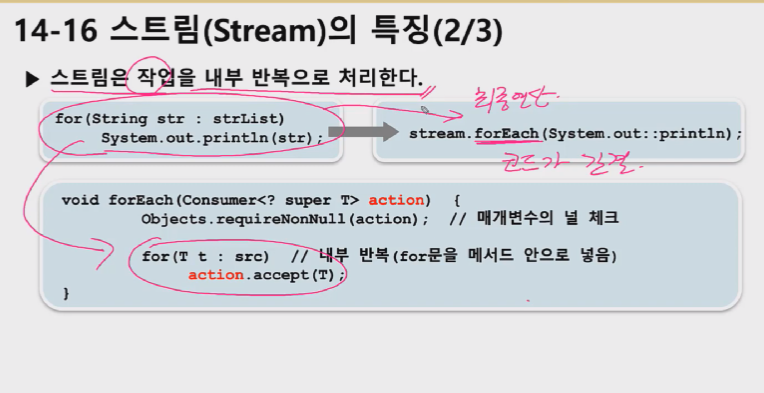 14-16 스트림(Stream)의 특징(2/3)
▶ 스트림은 작업을 내부 반복으로 처리한다.
최종연산.
for(String str : strList)
System.out.println(str);
stream.forEach(System.out::println);
코드가 간결.
void forEach(Consumer<? super T> action) {
Objects.requireNonNull(action); // 매개변수의 널 체크
for(T t : src) // 내부 반복(for문을 메서드 안으로 넣음)
action.accept(T);
}